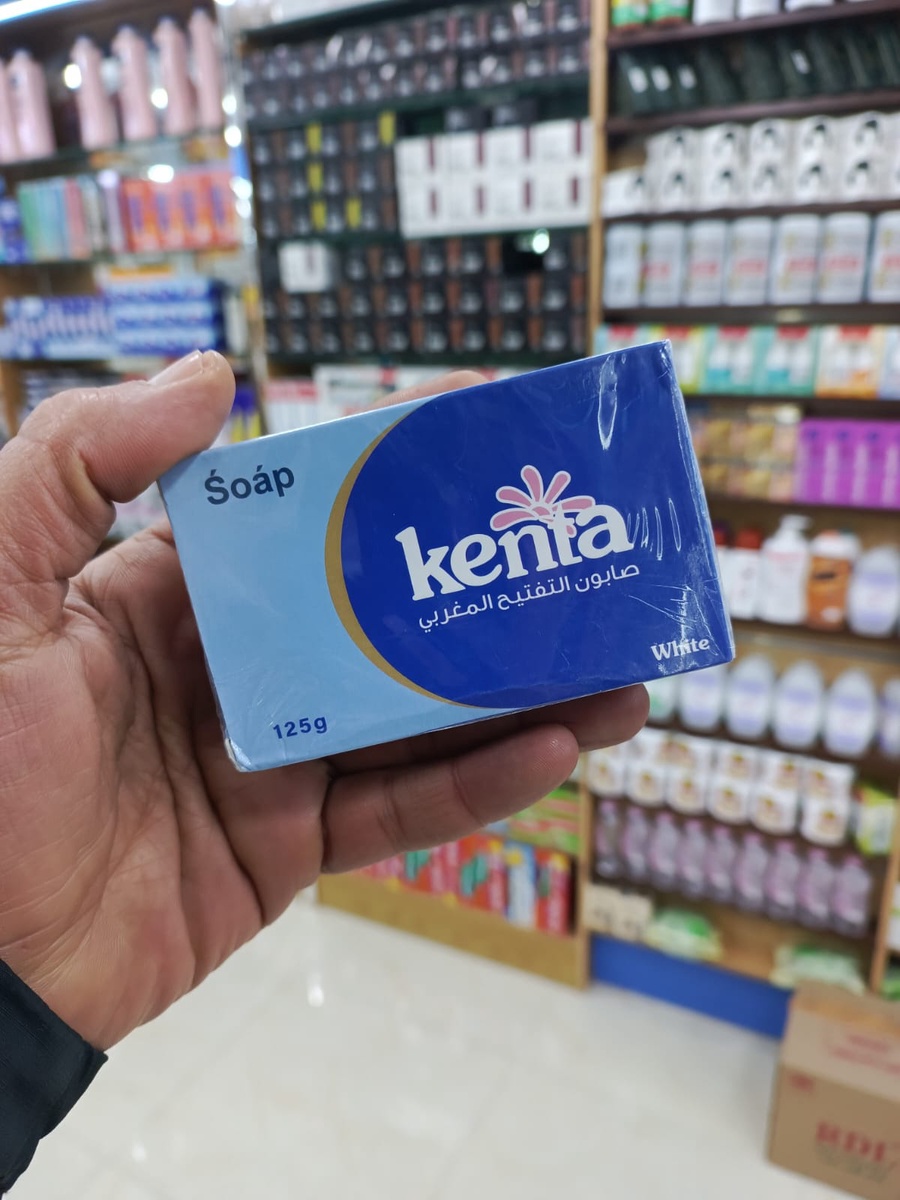 Śoáp
kenta
صابون التفتيح المغربي
White
125g